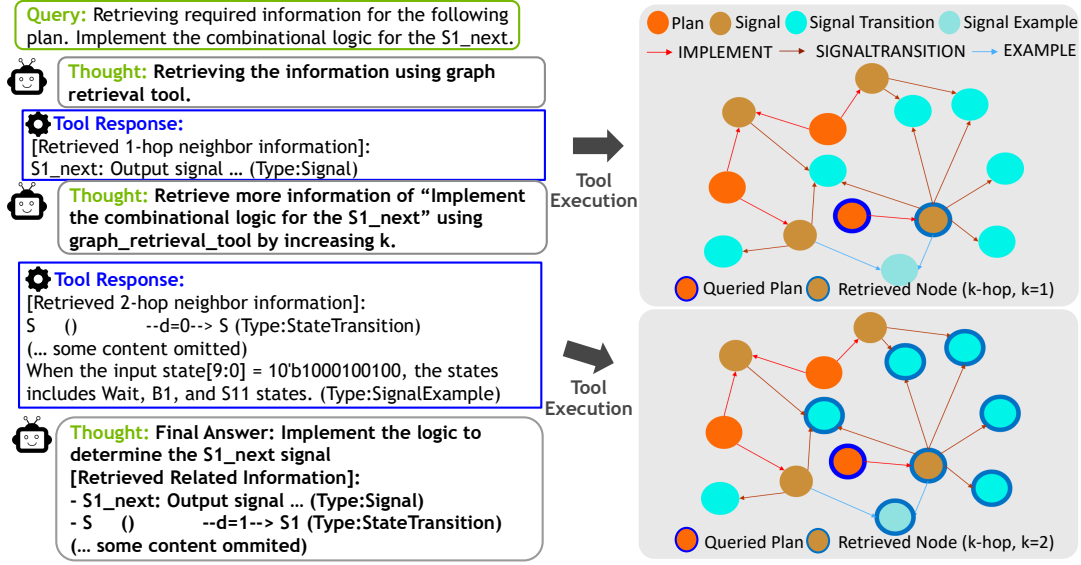 Query: Retrieving required information for the following
plan. Implement the combinational logic for the S1_next.
Thought: Retrieving the information using graph
retrieval tool.
Tool Response:
[Retrieved 1-hop neighbor information]:
S1_next: Output signal ... (Type:Signal)
Thought: Retrieve more information of “Implement
the combinational logic for the S1_next” using
graph_retrieval_tool by increasing k.
Tool Response:
[Retrieved 2-hop neighbor information]:
S () --d=0--> S (Type:StateTransition)
(... some content omitted)
When the input state[9:0] = 10'b1000100100, the states
includes Wait, B1, and S11 states. (Type:SignalExample)
Thought: Final Answer: Implement the logic to
determine the S1_next signal
[Retrieved Related Information]:
- S1_next: Output signal ... (Type:Signal)
- S () --d=1--> S1 (Type:StateTransition)
(... some content ommited)
Tool
Execution
Tool
Execution
Plan Signal Signal Transition Signal Example
IMPLEMENT SIGNALTRANSITION EXAMPLE
Queried Plan Retrieved Node (k-hop, k=1)
Queried Plan Retrieved Node (k-hop, k=2)